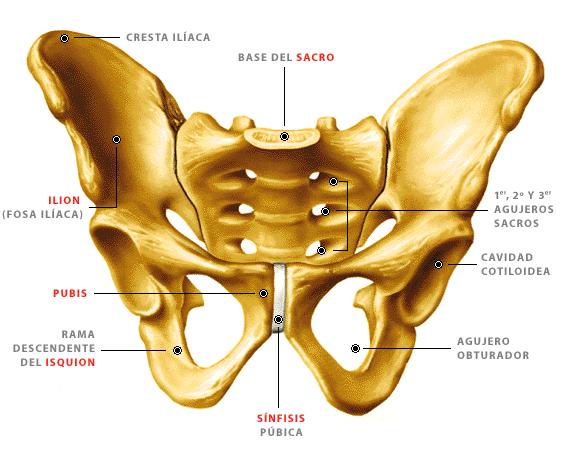 CRESTA ILÍACA
BASE DEL SACRO
ILION
(FOSA ILÍACA)
1er, 2º Y 3er
AGUJEROS
SACROS
CAVIDAD
COTILOIDEA
PUBIS
RAMA
DESCENDENTE
DEL ISQUION
AGUJERO
OBTURADOR
SÍNFISIS
PÚBICA